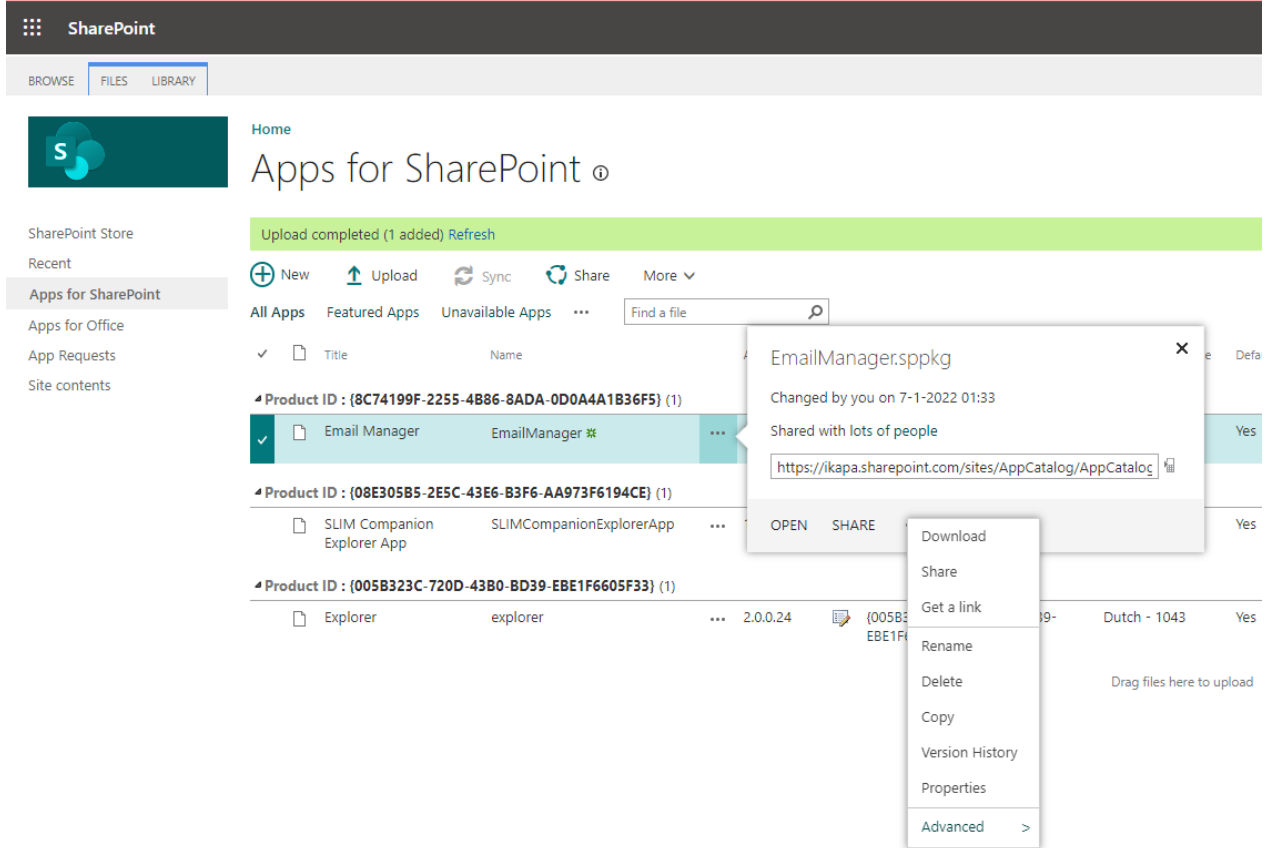 SharePoint
BROWSE FILES LIBRARY
S
Home
Apps for SharePoint
SharePoint Store
Recent
Apps for SharePoint
Apps for Office
App Requests
Site contents
Upload completed (1 added) Refresh
New Upload Sync Share More
All Apps Featured Apps Unavailable Apps ... Find a file
Title Name
Product ID : {8C74199F-2255-4B86-8ADA-0D0A4A1B36F5} (1)
Email Manager EmailManager ... Yes
Product ID : {08E305B5-2E5C-43E6-B3F6-AA973F6194CE} (1)
SLIM Companion SLIMCompanionExplorerApp ... Yes
Explorer App
Product ID : {005B323C-720D-43B0-BD39-EBE1F6605F33} (1)
Explorer explorer ... 2.0.0.24 {005B3 39- Dutch - 1043 Yes
EBE1F6
Drag files here to upload
EmailManager.sppkg
Changed by you on 7-1-2022 01:33
Shared with lots of people
https://ikapa.sharepoint.com/sites/AppCatalog/AppCatalog
OPEN SHARE
Download
Share
Get a link
Rename
Delete
Copy
Version History
Properties
Advanced >